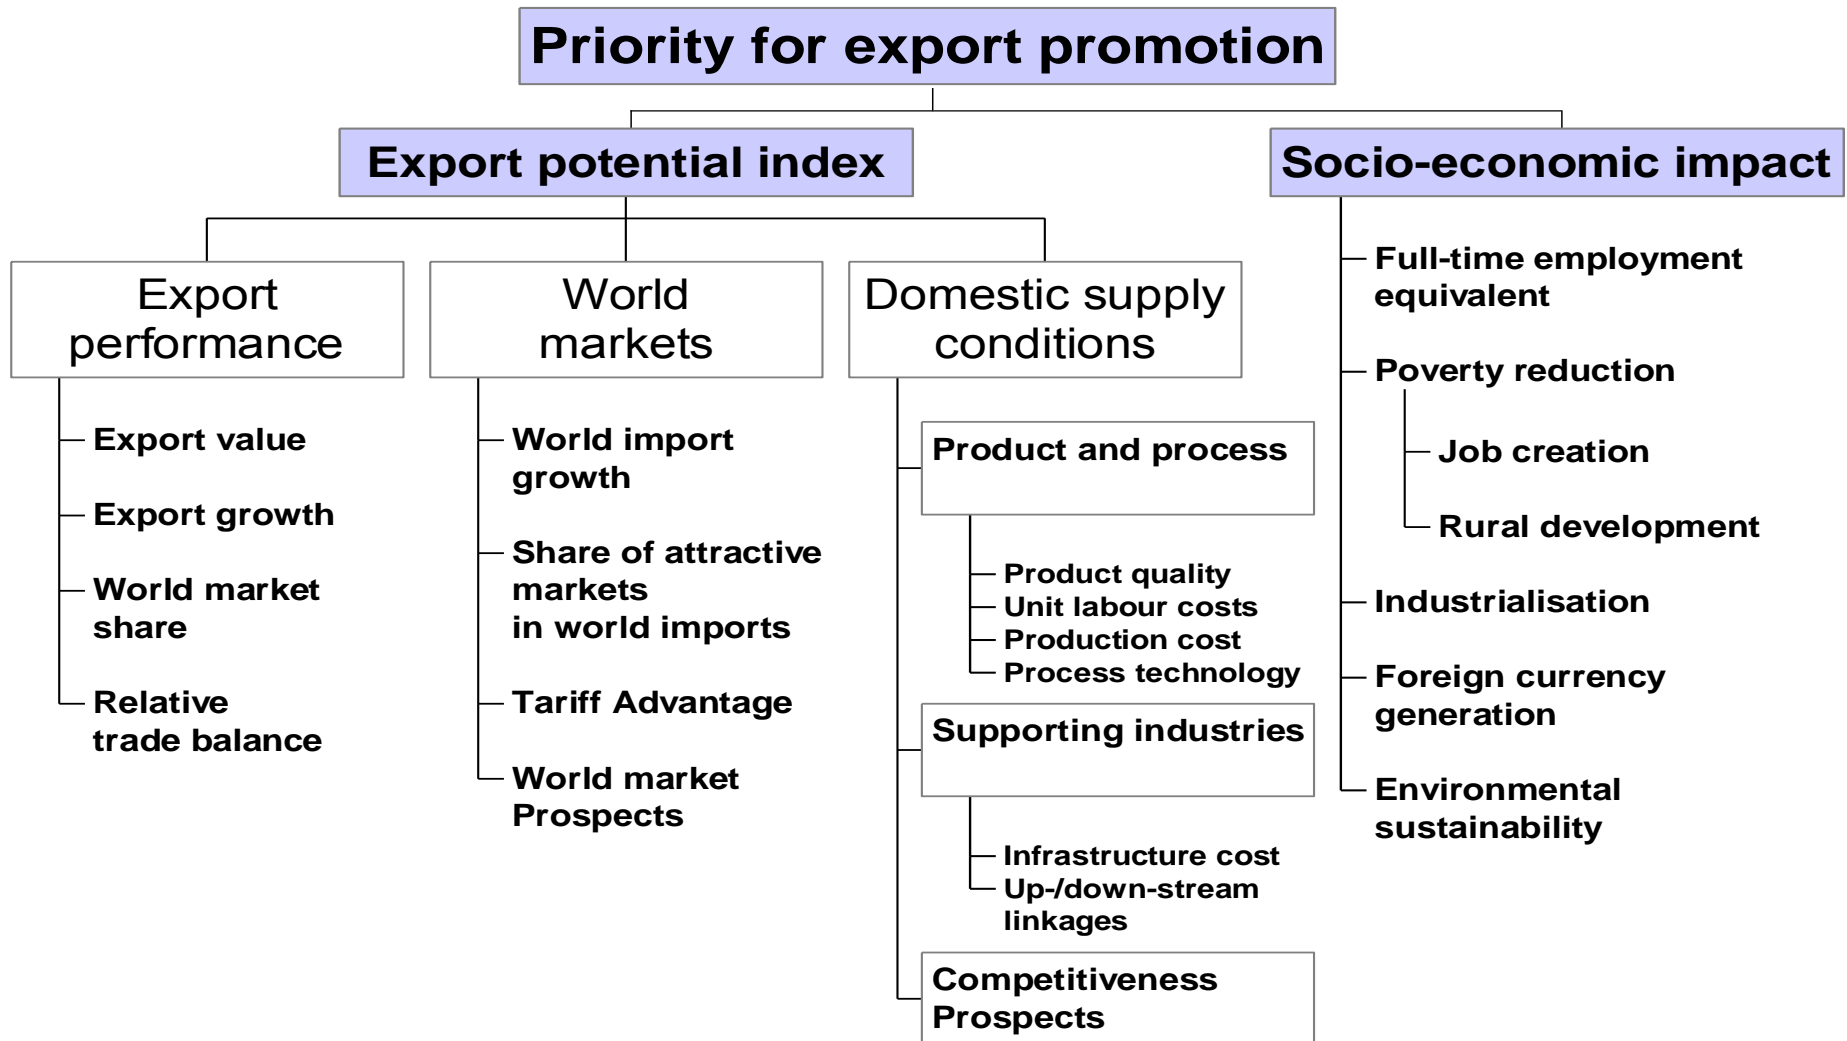 Priority for export promotion
Export potential index
Socio-economic impact
Export
performance
Export value
Export growth
World market
share
Relative
trade balance
World
markets
World import
growth
Share of attractive
markets
in world imports
Tariff Advantage
World market
Prospects
Domestic supply
conditions
Product and process
Product quality
Unit labour costs
Production cost
Process technology
Supporting industries
Infrastructure cost
Up-/down-stream
linkages
Competitiveness
Prospects
Full-time employment
equivalent
Poverty reduction
Job creation
Rural development
Industrialisation
Foreign currency
generation
Environmental
sustainability